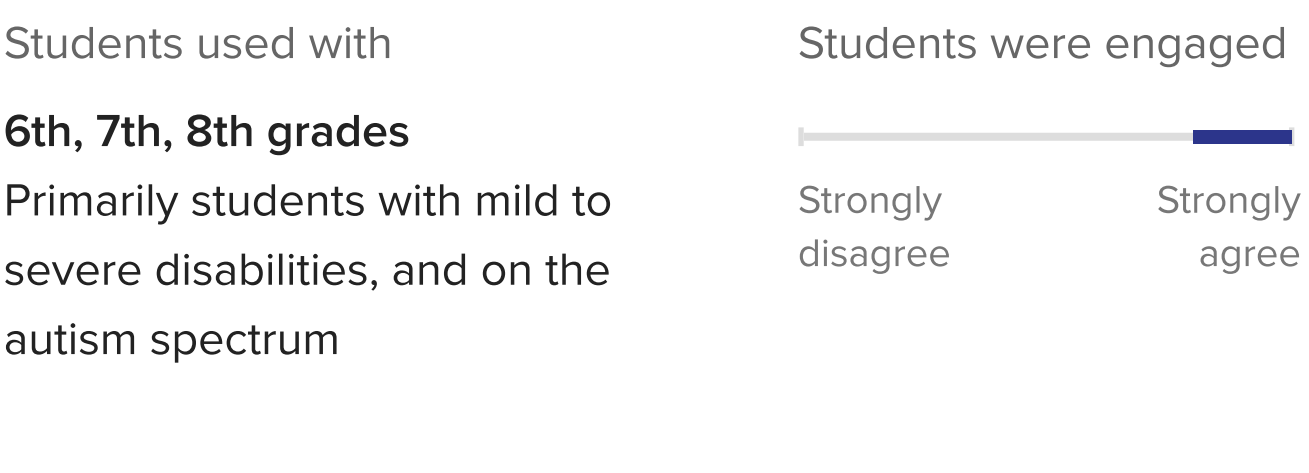 Students used with
6th, 7th, 8th grades
Primarily students with mild to
severe disabilities, and on the
autism spectrum
Students were engaged
Strongly
disagree
Strongly
agree